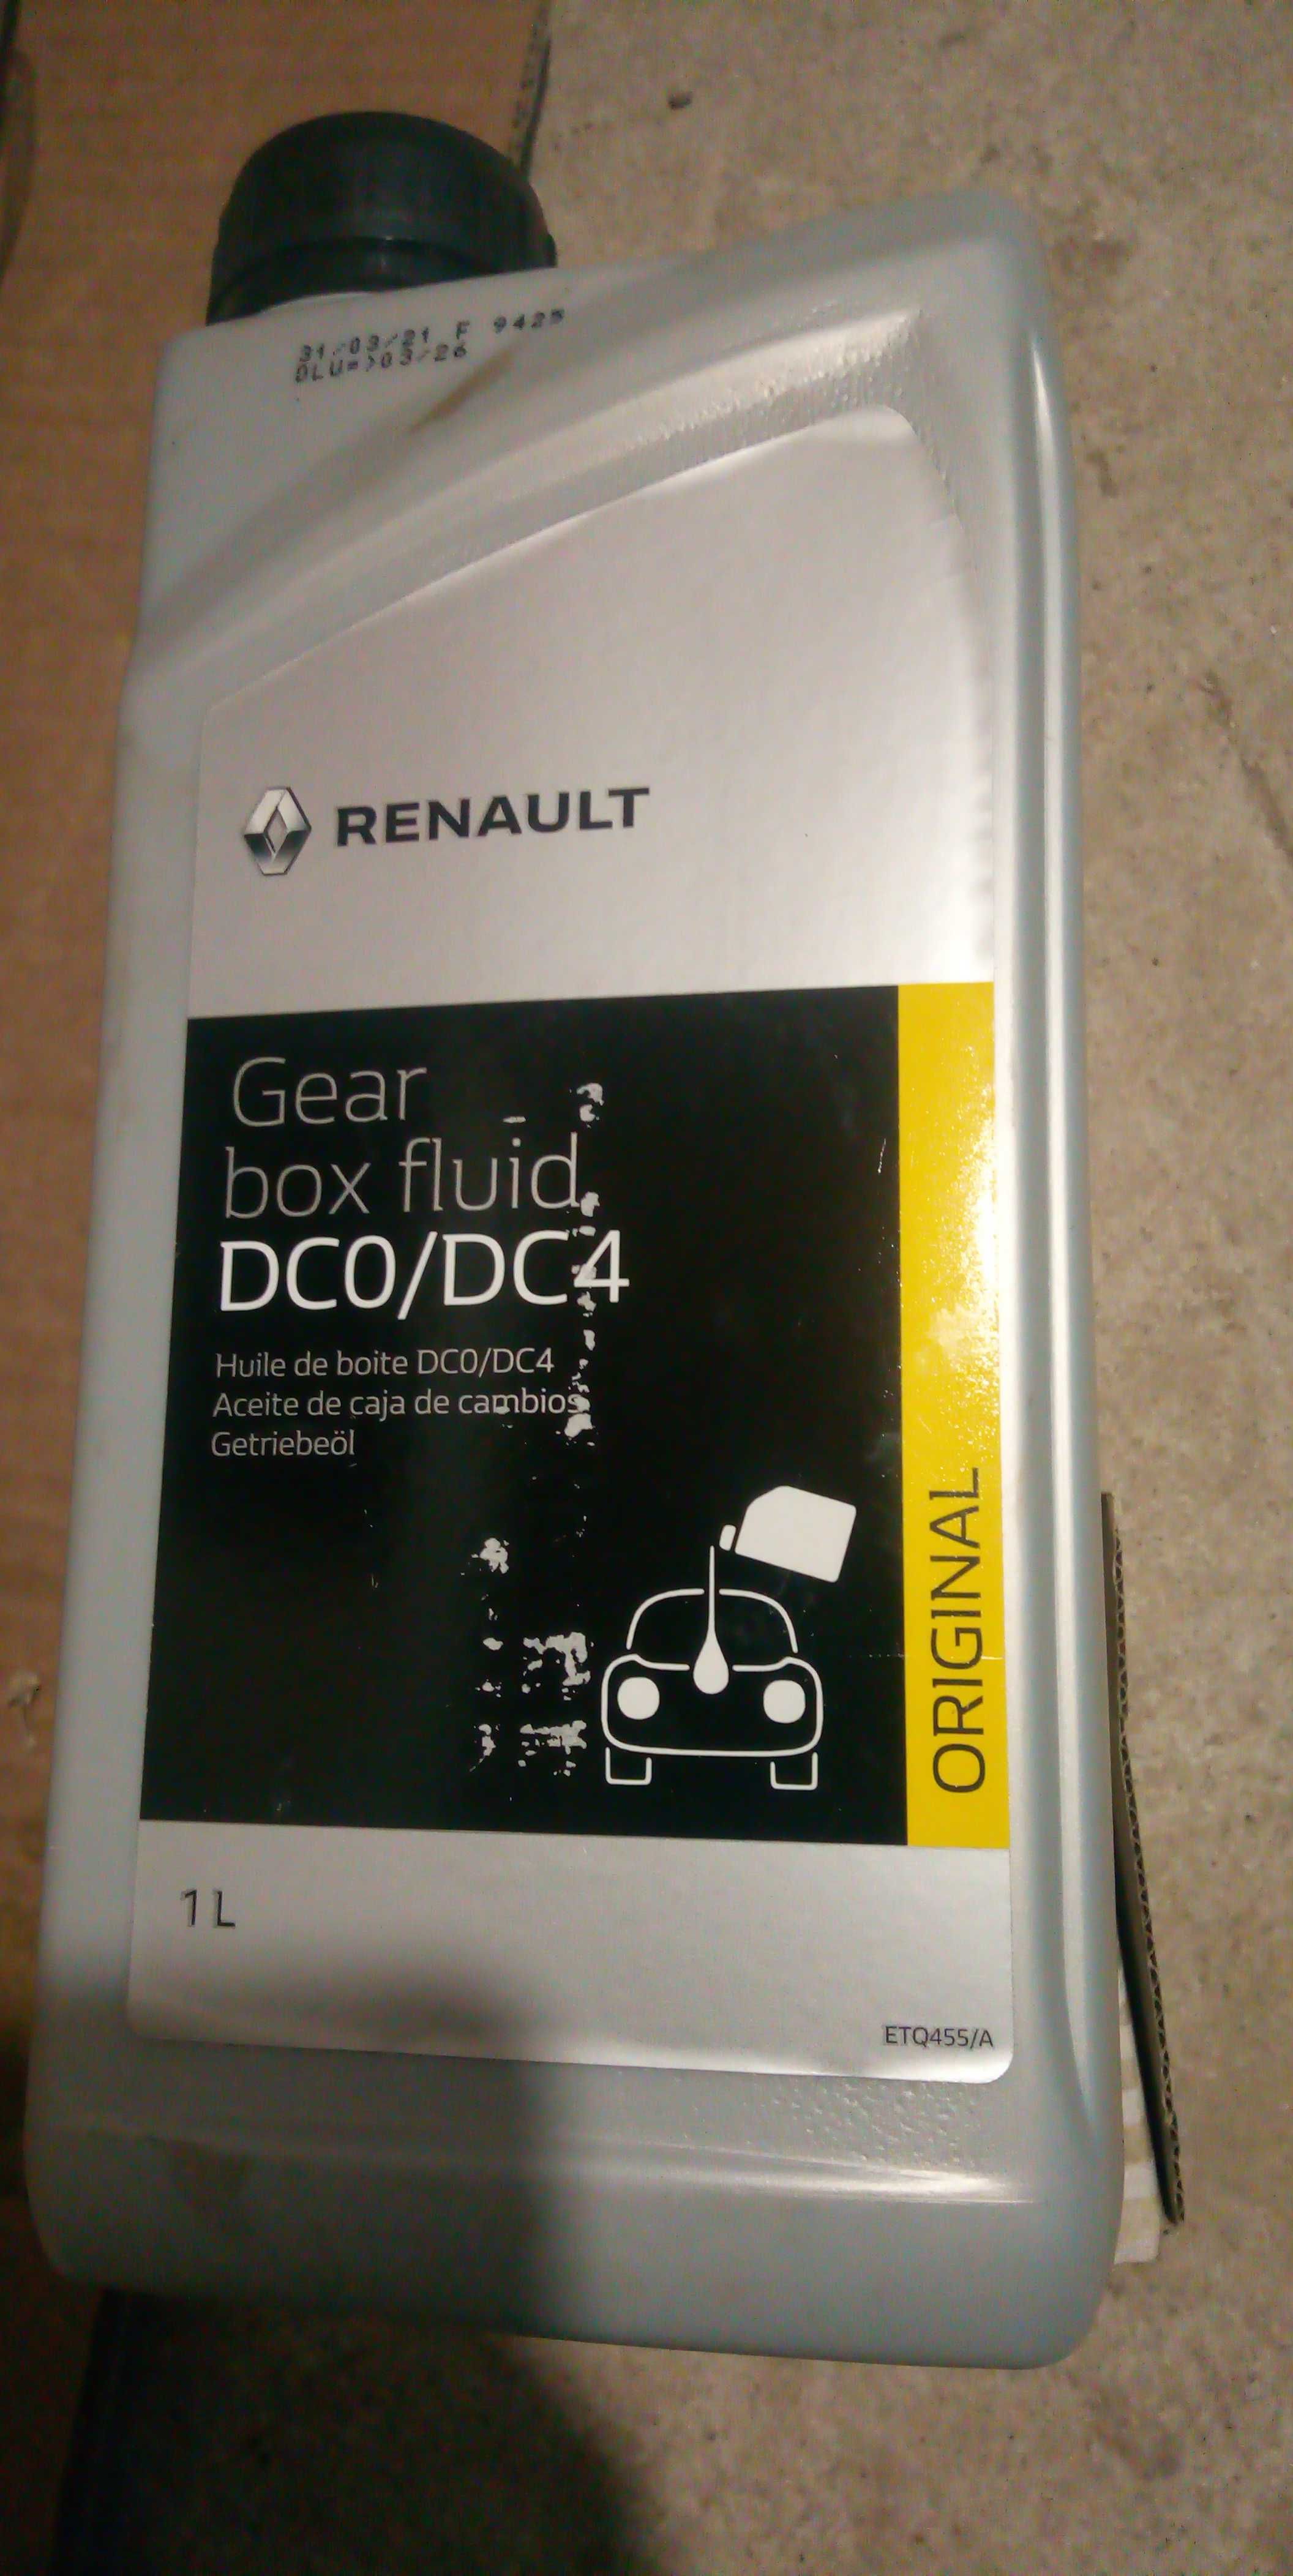 31/03/21 F 9425
DLU=>03/26
RENAULT
Gear
box fluid
DC0/DC4
Huile de boite DC0/DC4
Aceite de caja de cambios
Getriebeöl
ORIGINAL
1 L
ETQ455/A